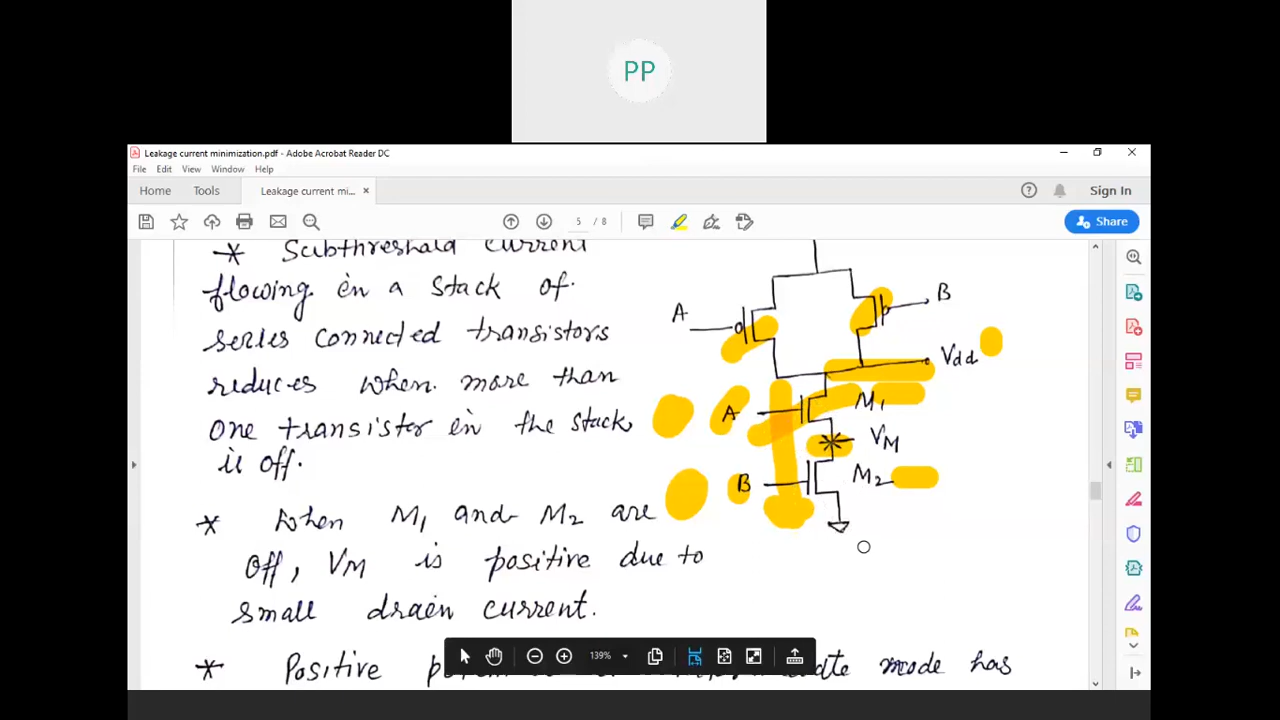 PP
Leakage current minimization.pdf - Adobe Acrobat Reader DC
File Edit View Window Help
Home Tools Leakage current mi... × Sign In
5 / 8 Share
* Subthreshold current
flowing in a stack of
series connected transistors
reduces when more than
one transistor in the stack
is off.
* When M1 and M2 are
off, VM is positive due to
small drain current.
* Positive
mode has
A
B
Vdd
A
M1
VM
B
M2
139%